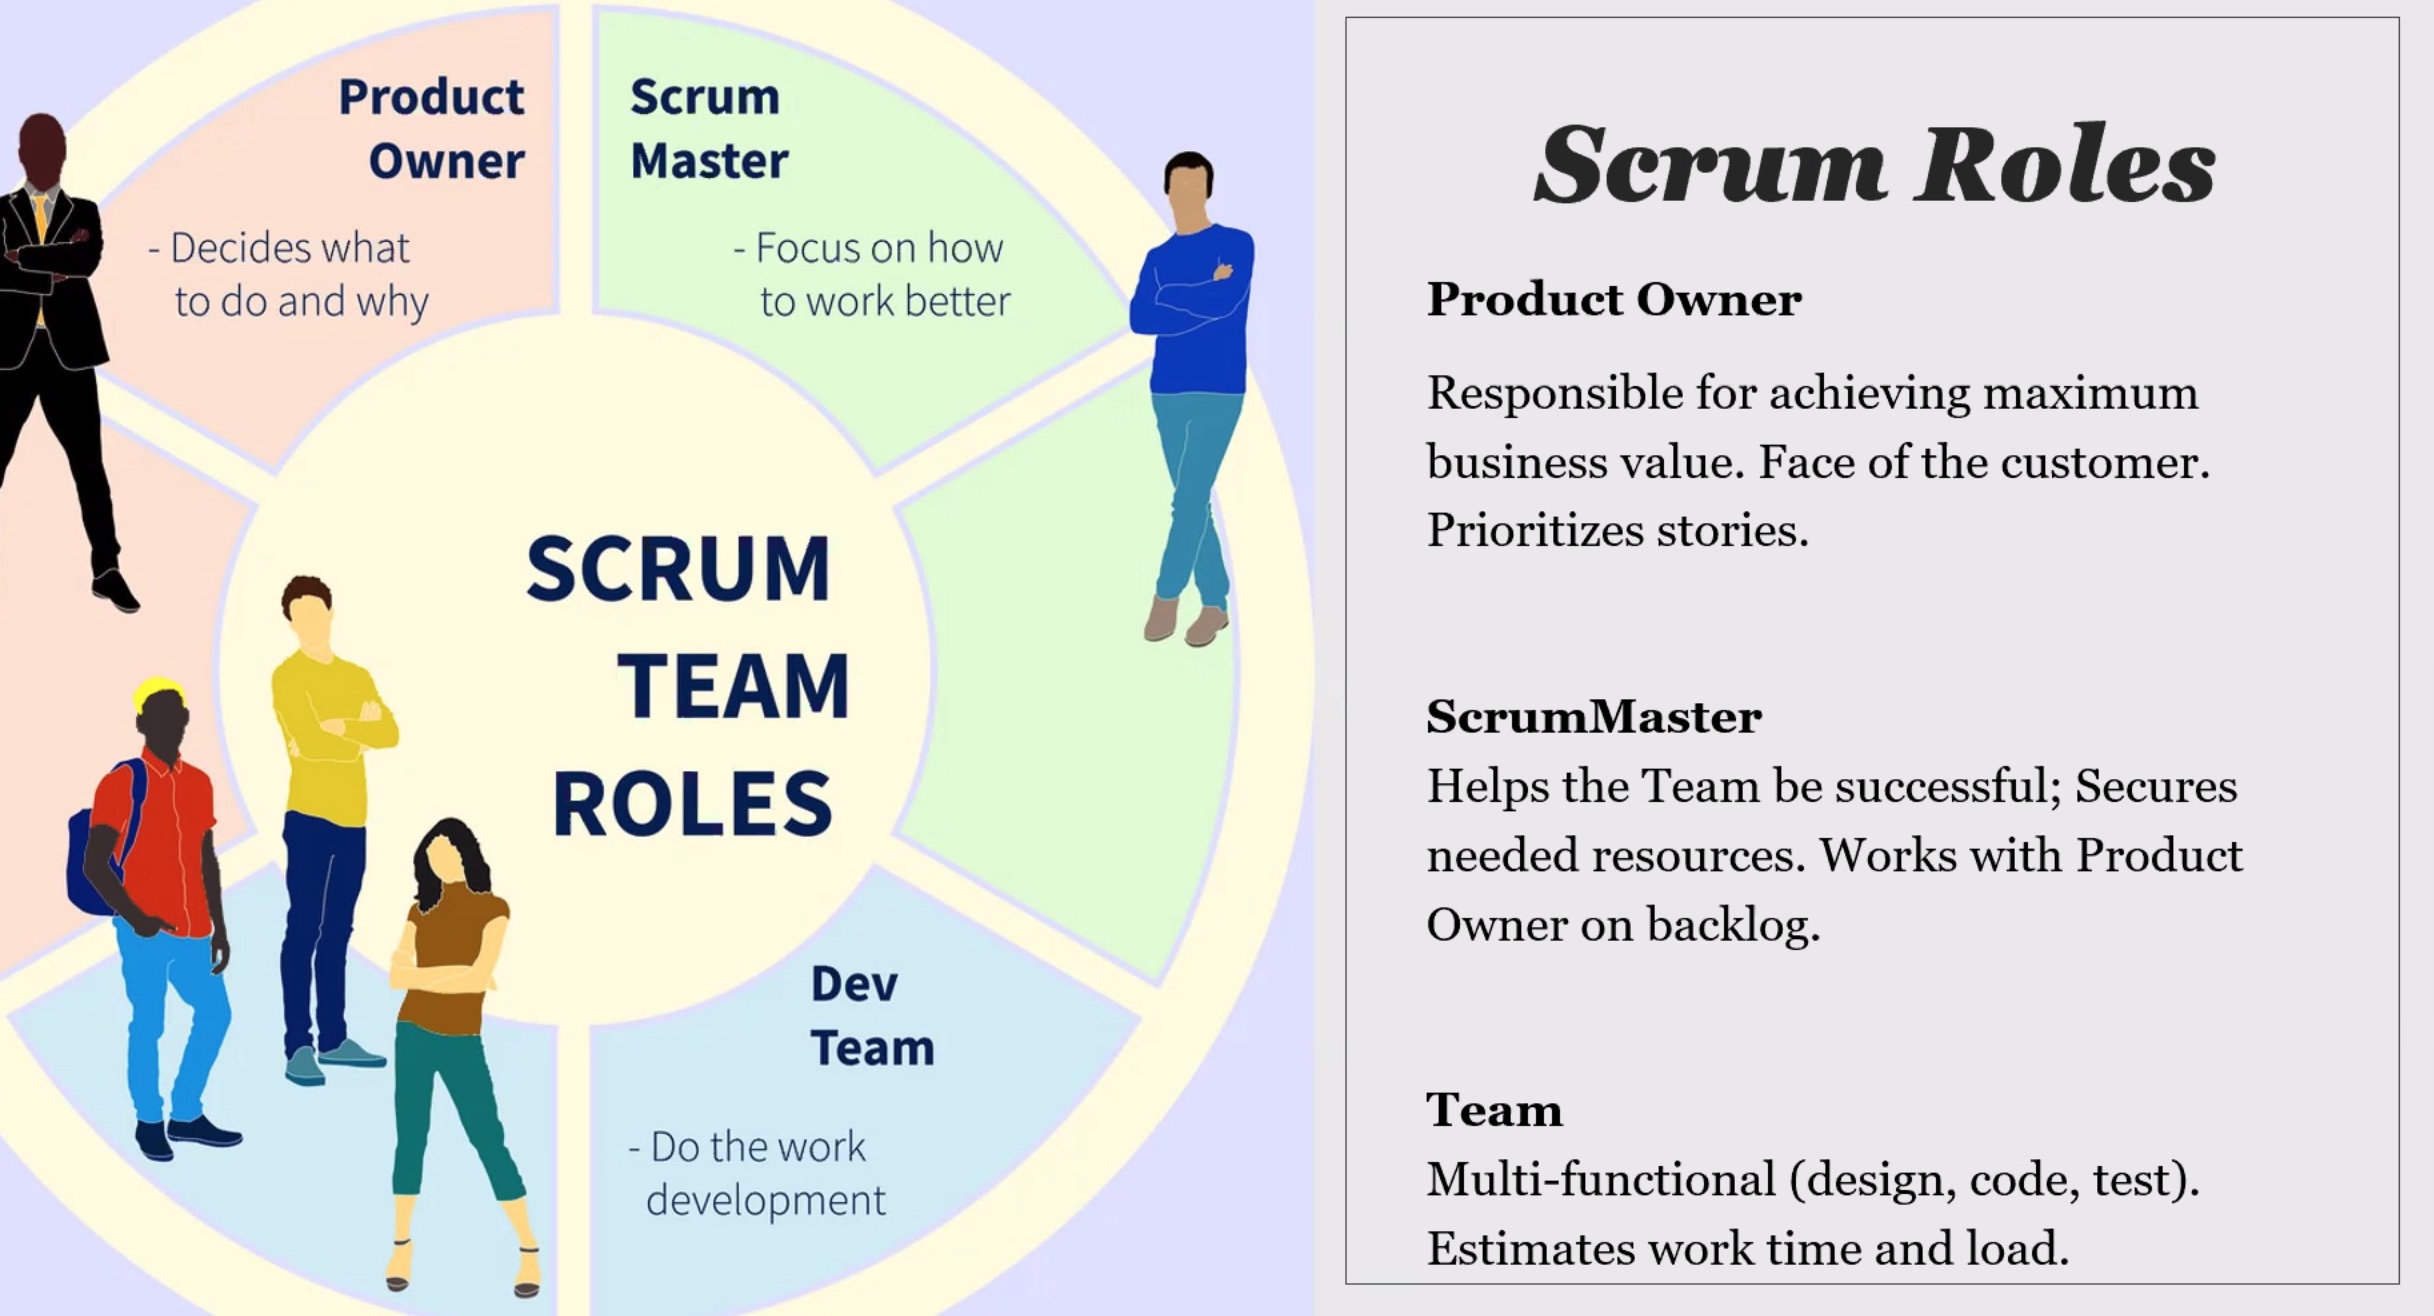 Product
Owner
- Decides what
to do and why
Scrum
Master
- Focus on how
to work better
SCRUM
TEAM
ROLES
Dev
Team
- Do the work
development
Scrum Roles
Product Owner
Responsible for achieving maximum
business value. Face of the customer.
Prioritizes stories.
ScrumMaster
Helps the Team be successful; Secures
needed resources. Works with Product
Owner on backlog.
Team
Multi-functional (design, code, test).
Estimates work time and load.